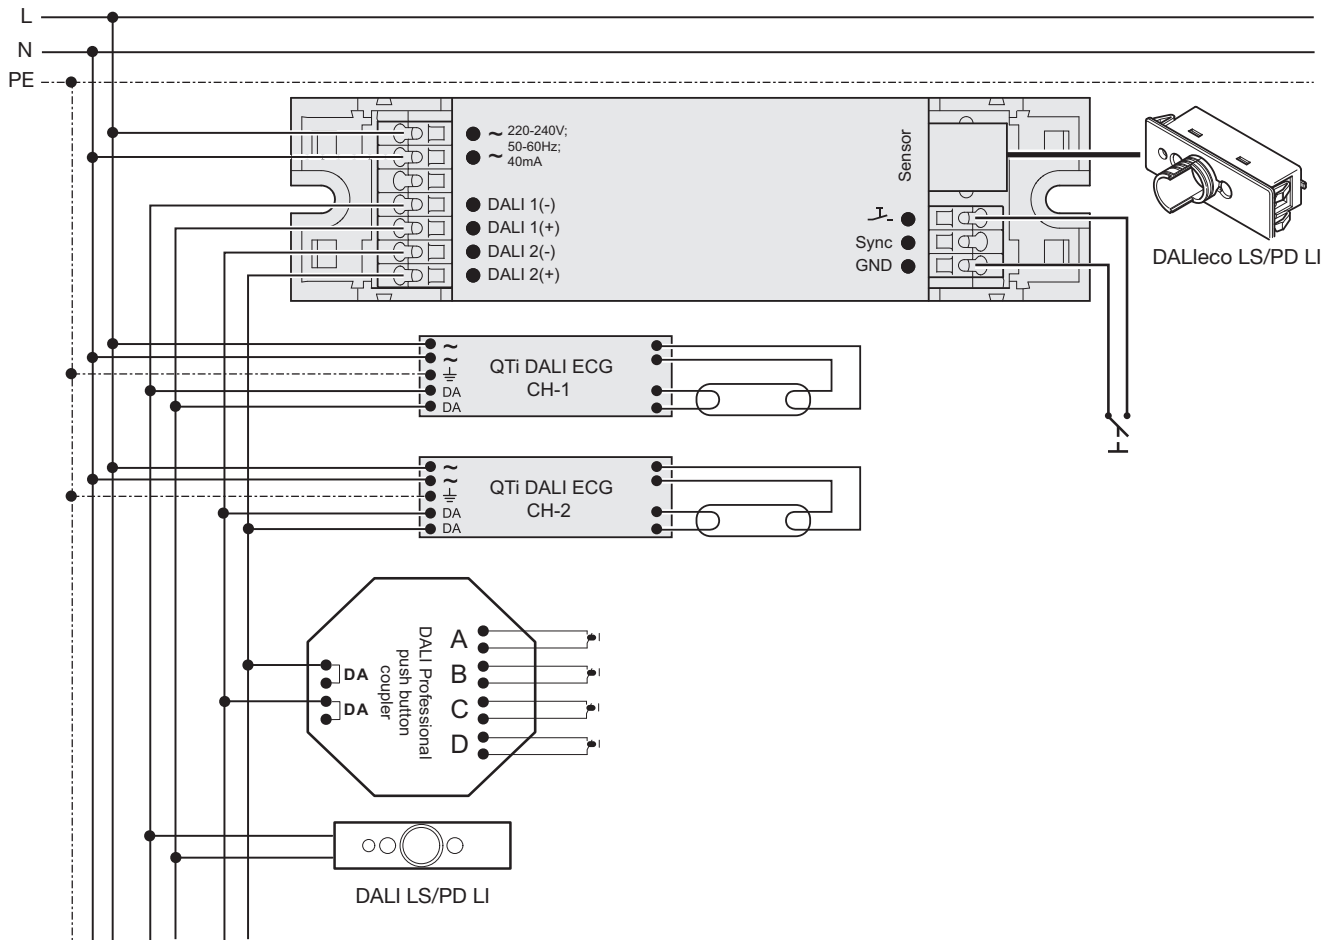 L
N
PE
~ 220-240V;
50-60Hz;
~ 40mA
DALI 1(-)
DALI 1(+)
DALI 2(-)
DALI 2(+)
Sensor
Sync
GND
DALIeco LS/PD LI
~
~
DA
DA
QTi DALI ECG
CH-1
~
~
DA
DA
QTi DALI ECG
CH-2
DA
DA
DALI Professional
push button
coupler
A
B
C
D
DALI LS/PD LI